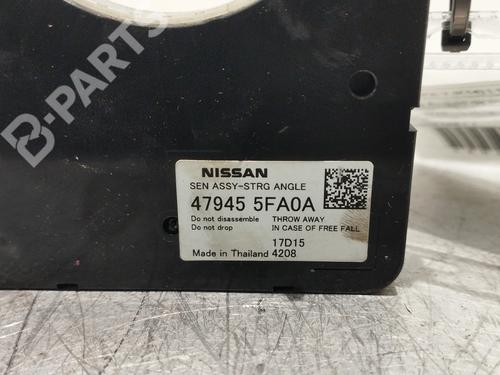 B-PARTS
NISSAN
SEN ASSY-STRG ANGLE
47945 5FA0A
Do not disassemble THROW AWAY
Do not drop IN CASE OF FREE FALL
17D15
Made in Thailand 4208